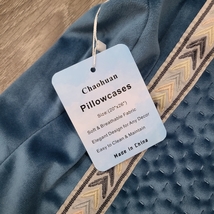 Chaohuan
Pillowcases
Size (20"x26")
Soft & Breathable Fabric
Elegant Design for Any Decor
Easy to Clean & Maintain
Made in China